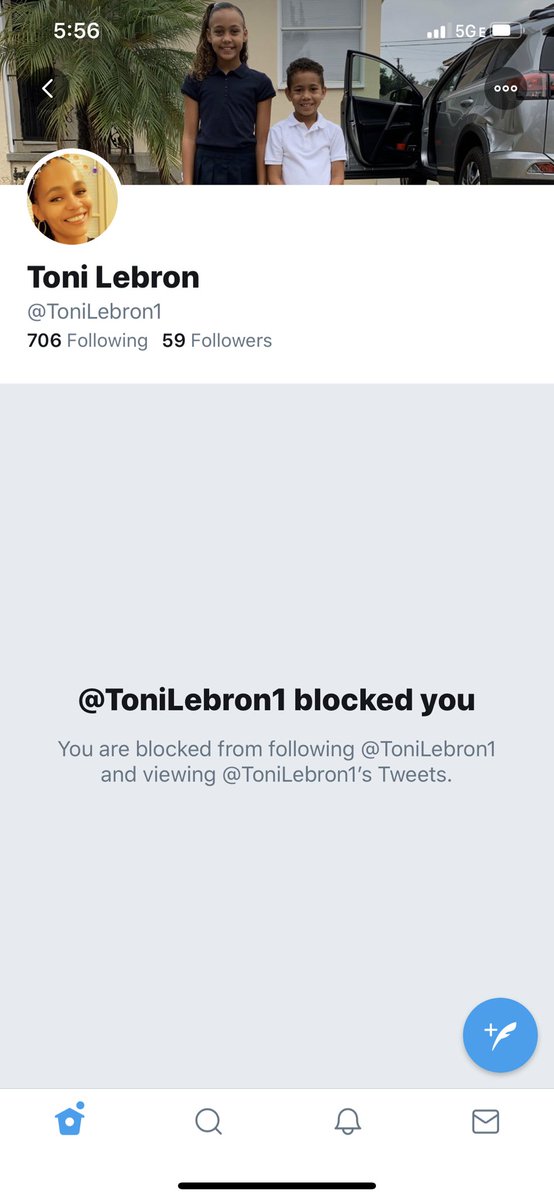 5:56
5GE
Toni Lebron
@ToniLebron1
706 Following 59 Followers
@ToniLebron1 blocked you
You are blocked from following @ToniLebron1
and viewing @ToniLebron1's Tweets.